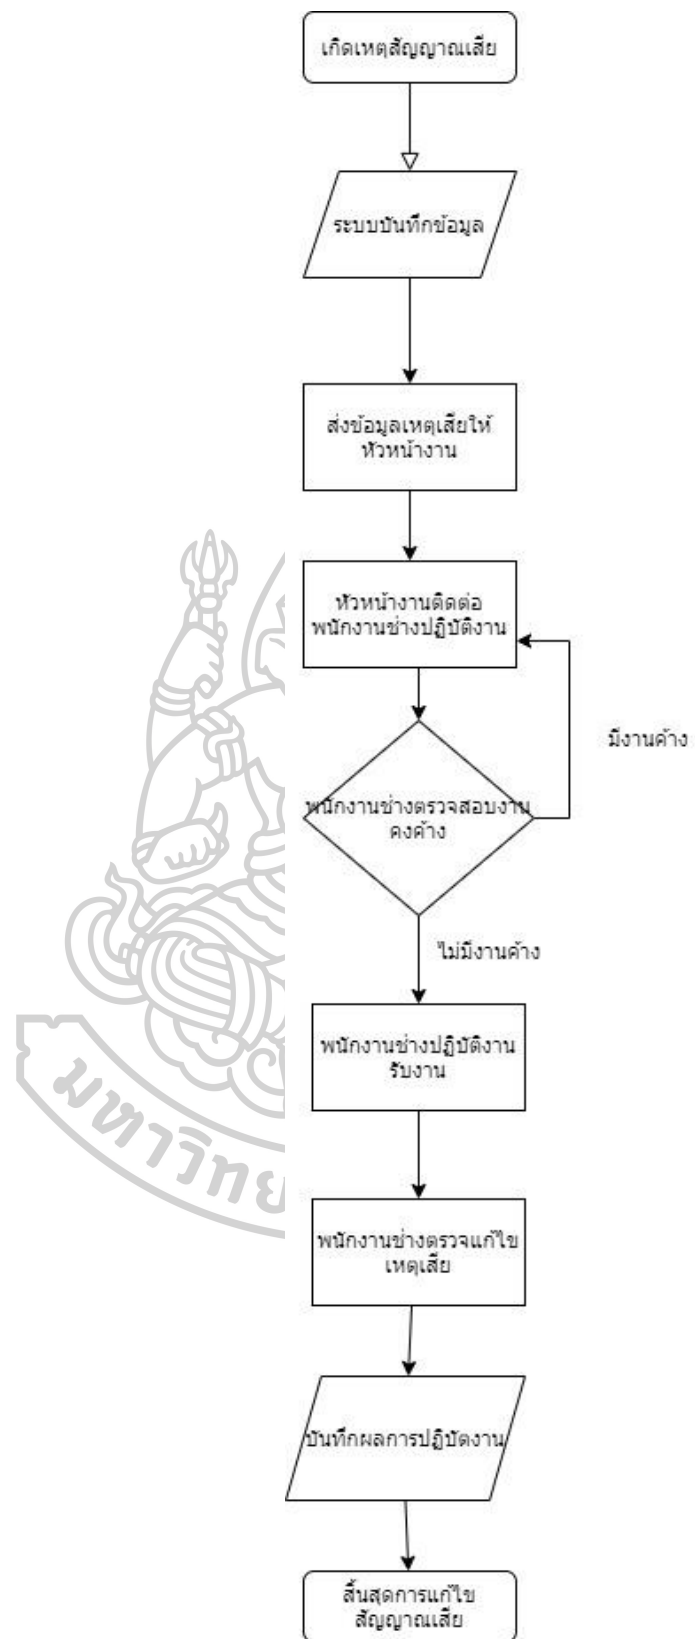 เกิดเหตุสัญญาณเสีย
ระบบบันทึกข้อมูล
ส่งข้อมูลเหตุเสียให้
หัวหน้างาน
หัวหน้างานติดต่อ
พนักงานช่างปฏิบัติงาน
มีงานค้าง
พนักงานช่างตรวจสอบงาน
คงค้าง
ไม่มีงานค้าง
พนักงานช่างปฏิบัติงาน
รับงาน
มหาวิทย
พนักงานช่างตรวจแก้ไข
เหตุเสีย
บันทึกผลการปฏิบัตงาน
สิ้นสุดการแก้ไข
สัญญาณเสีย